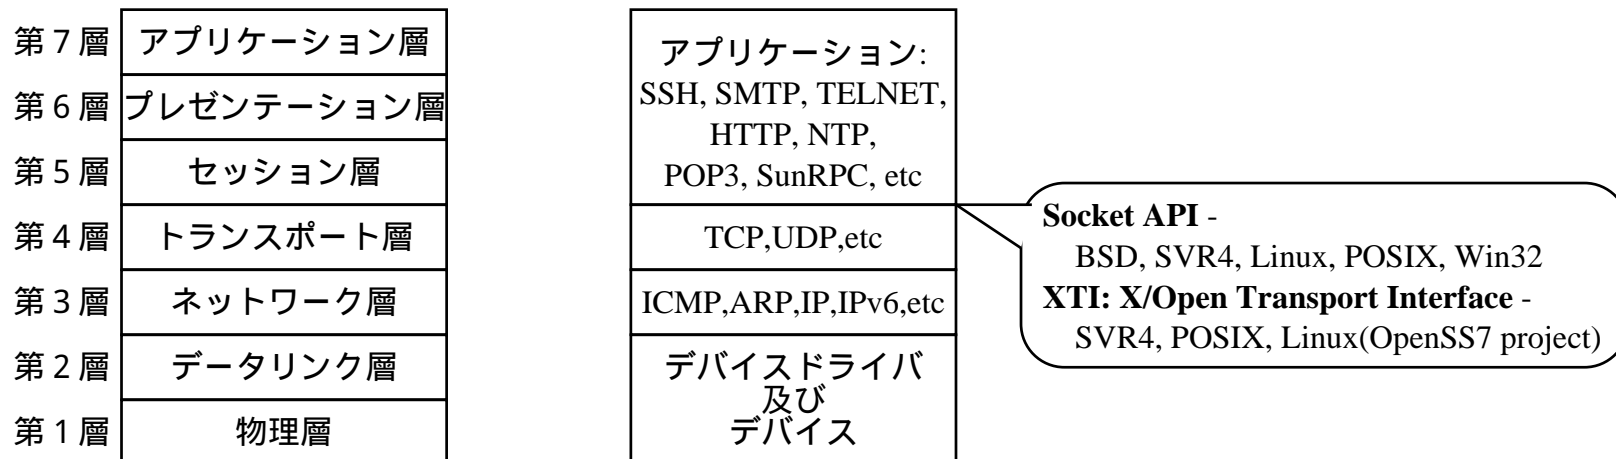 第 7 層 アプリケーション層
第 6 層 プレゼンテーション層
第 5 層 セッション層
第 4 層 トランスポート層
第 3 層 ネットワーク層
第 2 層 データリンク層
第 1 層 物理層
アプリケーション:
SSH, SMTP, TELNET,
HTTP, NTP,
POP3, SunRPC, etc
TCP,UDP,etc
ICMP,ARP,IP,IPv6,etc
デバイスドライバ
及び
デバイス
Socket API -
BSD, SVR4, Linux, POSIX, Win32
XTI: X/Open Transport Interface -
SVR4, POSIX, Linux(OpenSS7 project)